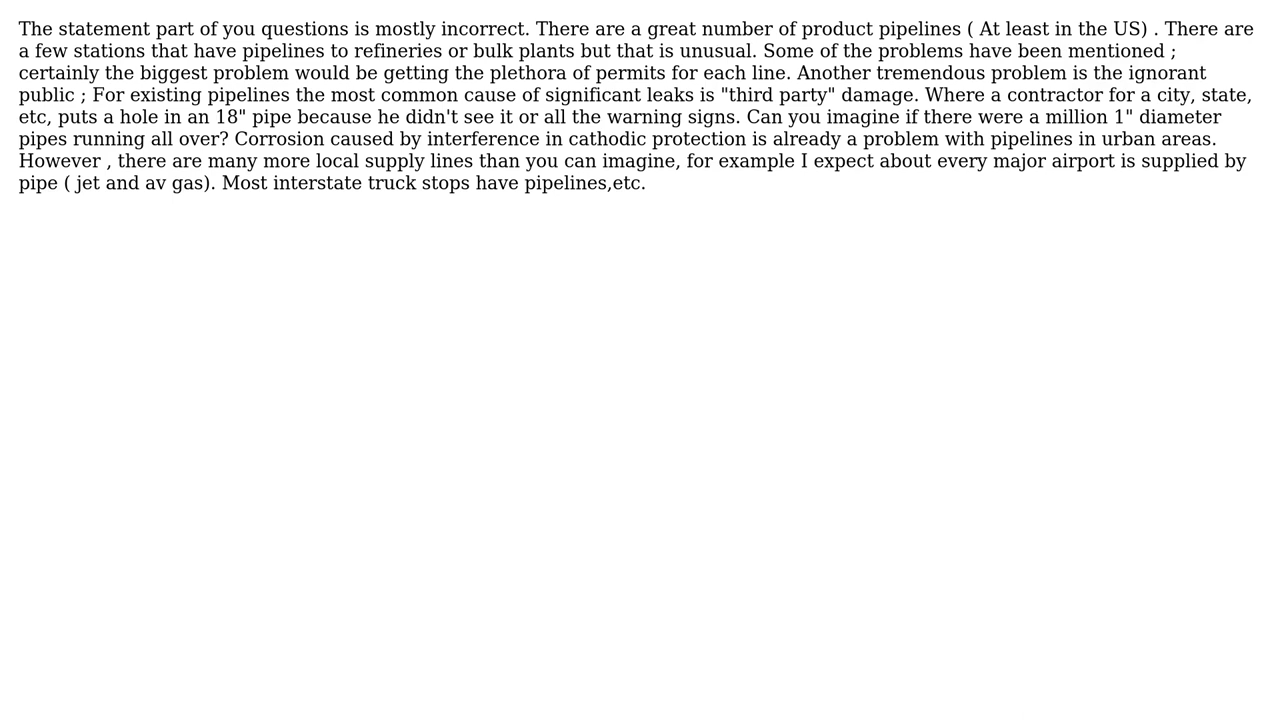 The statement part of you questions is mostly incorrect. There are a great number of product pipelines ( At least in the US) . There are
a few stations that have pipelines to refineries or bulk plants but that is unusual. Some of the problems have been mentioned ;
certainly the biggest problem would be getting the plethora of permits for each line. Another tremendous problem is the ignorant
public ; For existing pipelines the most common cause of significant leaks is "third party" damage. Where a contractor for a city, state,
etc, puts a hole in an 18" pipe because he didn't see it or all the warning signs. Can you imagine if there were a million 1" diameter
pipes running all over? Corrosion caused by interference in cathodic protection is already a problem with pipelines in urban areas.
However , there are many more local supply lines than you can imagine, for example I expect about every major airport is supplied by
pipe ( jet and av gas). Most interstate truck stops have pipelines,etc.